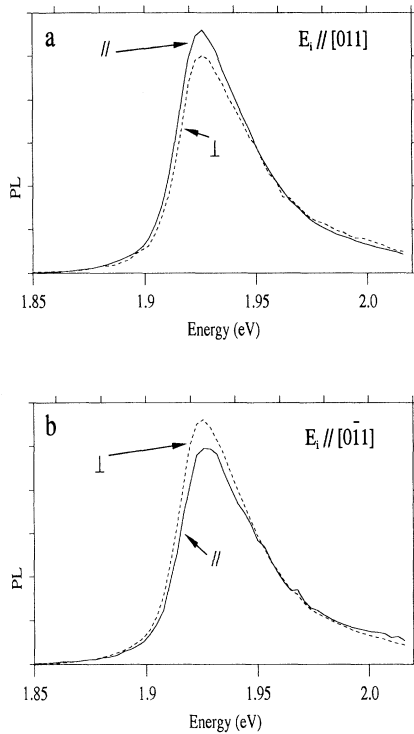 a
E_i // [011]
//
⊥
PL
1.85 1.9 1.95 2.0
Energy (eV)
b
E_i // [01̄1]
⊥
//
PL
1.85 1.9 1.95 2.0
Energy (eV)